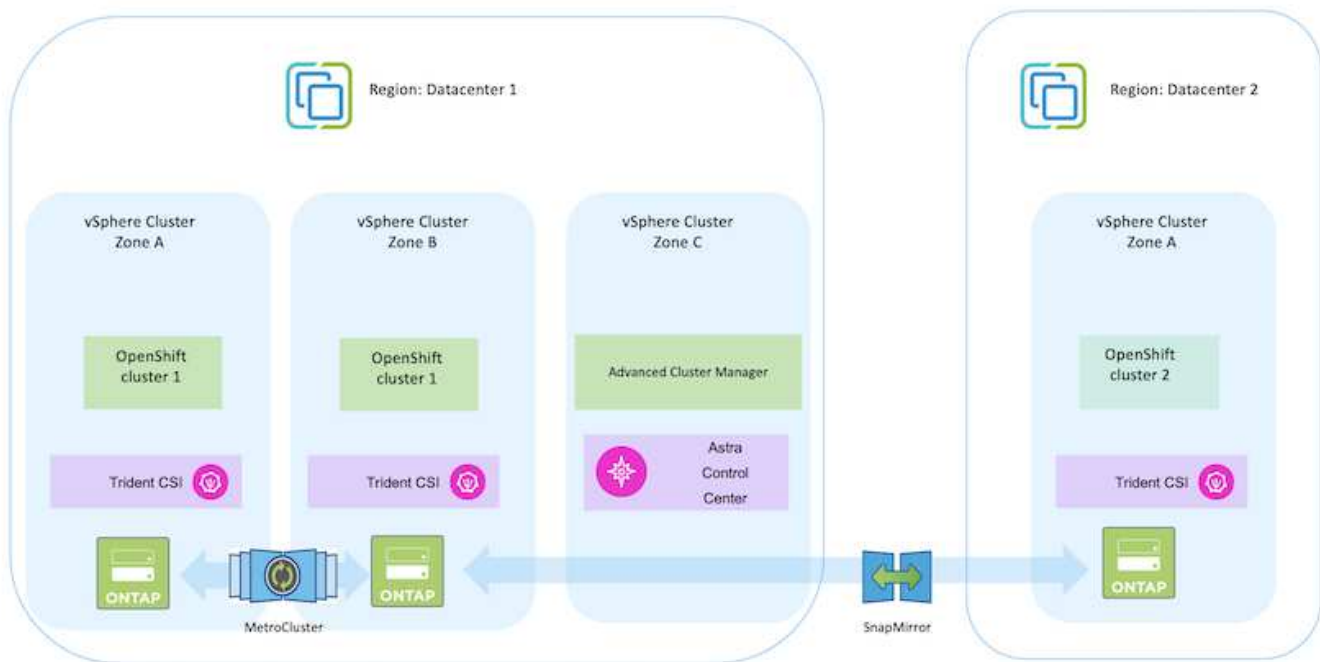 Region: Datacenter 1
Region: Datacenter 2
vSphere Cluster
Zone A
vSphere Cluster
Zone B
vSphere Cluster
Zone C
vSphere Cluster
Zone A
OpenShift
cluster 1
OpenShift
cluster 1
Advanced Cluster Manager
OpenShift
cluster 2
Trident CSI
Trident CSI
Astra
Control
Center
Trident CSI
ONTAP
MetroCluster
ONTAP
SnapMirror
ONTAP